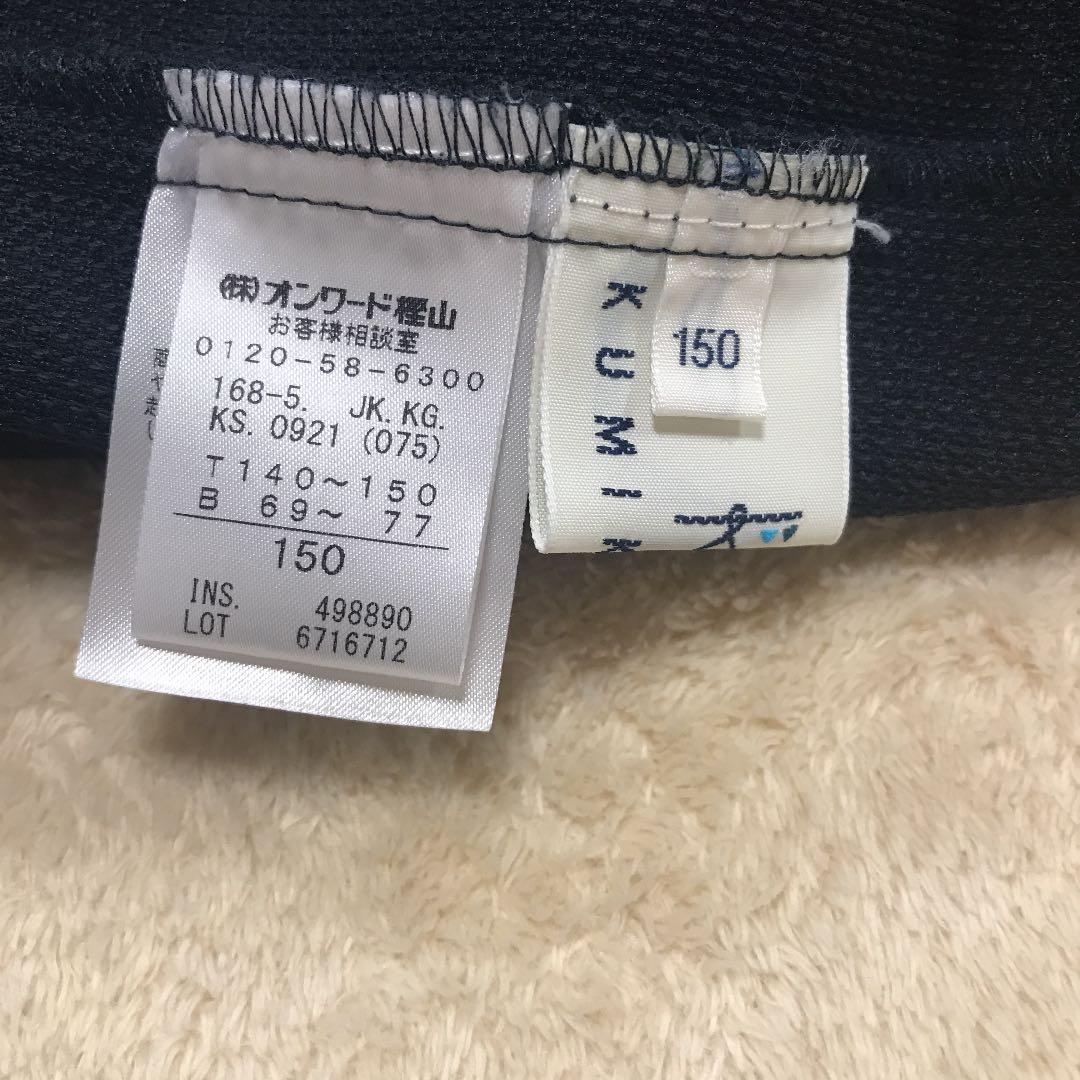 (株)オンワード樫山
お客様相談室
0120-58-6300
168-5. JK.KG.
KS. 0921 (075)
T 140～150
B 69～ 77
150
INS. 498890
LOT 6716712
KUMIK
150